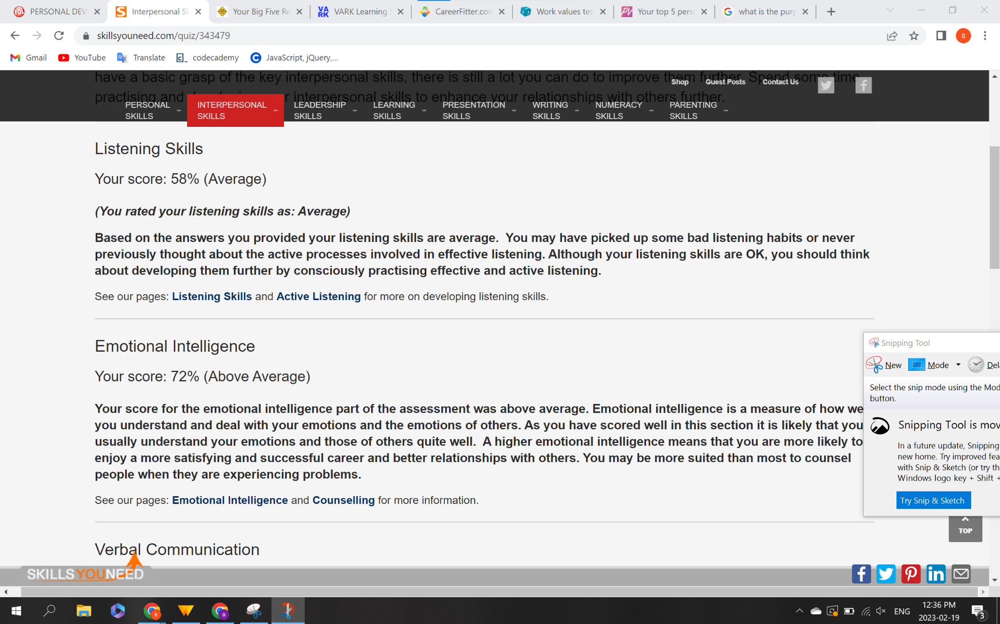 PERSONAL DEV
Interpersonal Sk
Your Big Five Re
VARK Learning S
CareerFitter.com
Work values tes
Your top 5 perso
what is the purp
skillsyouneed.com/quiz/343479
S
Gmail
YouTube
Translate
codecademy
JavaScript, jQuery,...
have a basic grasp of the key interpersonal skills, there is still a lot you can do to improve them further. Spend some time
Shop
Guest Posts
Contact Us
practising and developing your interpersonal skills to enhance your relationships with others further.
PERSONAL SKILLS
INTERPERSONAL SKILLS
LEADERSHIP SKILLS
LEARNING SKILLS
PRESENTATION SKILLS
WRITING SKILLS
NUMERACY SKILLS
PARENTING SKILLS
Listening Skills
Your score: 58% (Average)
(You rated your listening skills as: Average)
Based on the answers you provided your listening skills are average. You may have picked up some bad listening habits or never
previously thought about the active processes involved in effective listening. Although your listening skills are OK, you should think
about developing them further by consciously practising effective and active listening.
See our pages: Listening Skills and Active Listening for more on developing listening skills.
Emotional Intelligence
Your score: 72% (Above Average)
Your score for the emotional intelligence part of the assessment was above average. Emotional intelligence is a measure of how we
you understand and deal with your emotions and the emotions of others. As you have scored well in this section it is likely that you
usually understand your emotions and those of others quite well. A higher emotional intelligence means that you are more likely to
enjoy a more satisfying and successful career and better relationships with others. You may be more suited than most to counsel
people when they are experiencing problems.
See our pages: Emotional Intelligence and Counselling for more information.
Verbal Communication
Snipping Tool
New
Mode
Dela
Select the snip mode using the Mod
button.
Snipping Tool is mov
In a future update, Snipping
new home. Try improved fea
with Snip & Sketch (or try th
Windows logo key + Shift +
Try Snip & Sketch
TOP
SKILLSYOUNEED
ENG
12:36 PM
2023-02-19
3